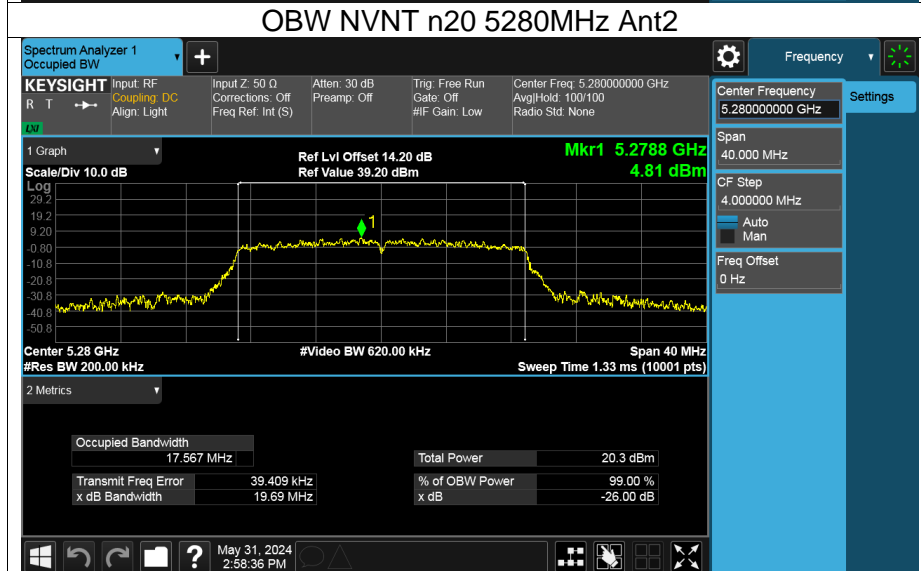 OBW NVNT n20 5280MHz Ant2
Spectrum Analyzer 1
Occupied BW
+
Frequency
KEYSIGHT
R T
LXI
Input: RF
Coupling: DC
Align: Light
Input Z: 50 Ω
Corrections: Off
Freq Ref: Int (S)
Atten: 30 dB
Preamp: Off
Trig: Free Run
Gate: Off
#IF Gain: Low
Center Freq: 5.280000000 GHz
Avg|Hold: 100/100
Radio Std: None
Center Frequency
5.280000000 GHz
Settings
Span
40.000 MHz
CF Step
4.000000 MHz
Auto
Man
Freq Offset
0 Hz
1 Graph
Scale/Div 10.0 dB
Ref Lvl Offset 14.20 dB
Ref Value 39.20 dBm
Mkr1 5.2788 GHz
4.81 dBm
Log
29.2
19.2
9.20
-0.80
-10.8
-20.8
-30.8
-40.8
-50.8
1
Center 5.28 GHz
#Res BW 200.00 kHz
#Video BW 620.00 kHz
Span 40 MHz
Sweep Time 1.33 ms (10001 pts)
2 Metrics
Occupied Bandwidth
17.567 MHz
Transmit Freq Error 39.409 kHz
x dB Bandwidth 19.69 MHz
Total Power 20.3 dBm
% of OBW Power 99.00 %
x dB -26.00 dB
?
May 31, 2024
2:58:36 PM